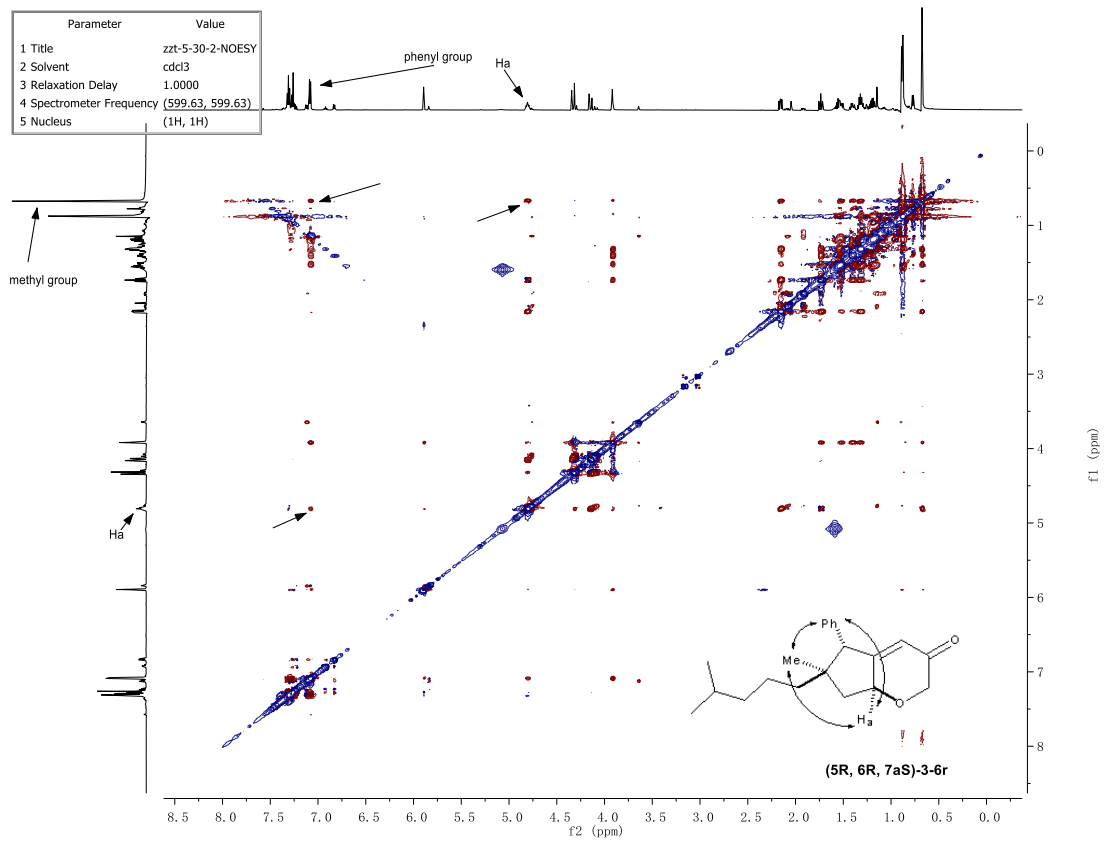 Parameter Value
1 Title zzt-5-30-2-NOESY
2 Solvent cdcl3
3 Relaxation Delay 1.0000
4 Spectrometer Frequency (599.63, 599.63)
5 Nucleus (1H, 1H)
phenyl group
Ha
methyl group
Ha
0
1
2
3
4
5
6
7
8
f1 (ppm)
Ph
O
Me
O
Ha
(5R, 6R, 7aS)-3-6r
8.5 8.0 7.5 7.0 6.5 6.0 5.5 5.0 4.5 4.0 3.5 3.0 2.5 2.0 1.5 1.0 0.5 0.0
f2 (ppm)